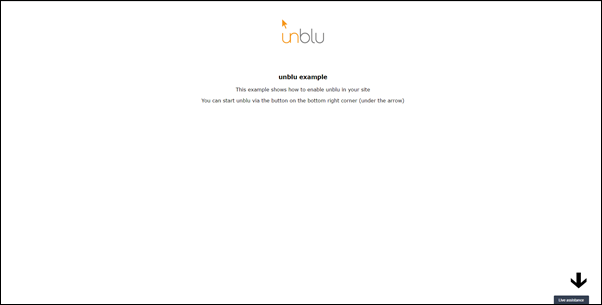 unblu
unblu example
This example shows how to enable unblu in your site
You can start unblu via the button on the bottom right corner (under the arrow)
Live assistance